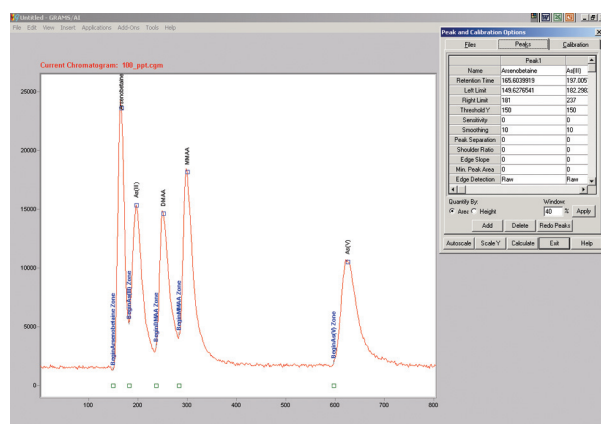 Untitled - GRAMS/AI
File Edit View Insert Applications Add-Ons Tools Help
Current Chromatogram: 100_ppt.cgm
25000
20000
15000
10000
5000
0
100 200 300 400 500 600 700 800
Arsenobetaine
As(III)
DMAA
MMAA
As(V)
BeginArsenobetaine Zone
BeginAs(III) Zone
BeginDMAA Zone
BeginMMAA Zone
BeginAs(V) Zone
Peak and Calibration Options
Files Peaks Calibration
Peak1
Name Arsenobetaine As(III)
Retention Time 165.6039919 197.005
Left Limit 149.6276541 182.298
Right Limit 181 237
Threshold Y 150 150
Sensitivity 0 0
Smoothing 10 10
Peak Separation 0 0
Shoulder Ratio 0 0
Edge Slope 0 0
Min. Peak Area 0 0
Edge Detection Raw Raw
Quantity By: Window:
Area Height 40 % Apply
Add Delete Redo Peaks
Autoscale Scale Y Calculate Exit Help